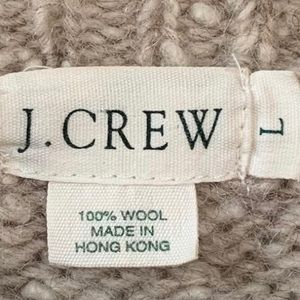 J.CREW
L
100% WOOL
MADE IN
HONG KONG